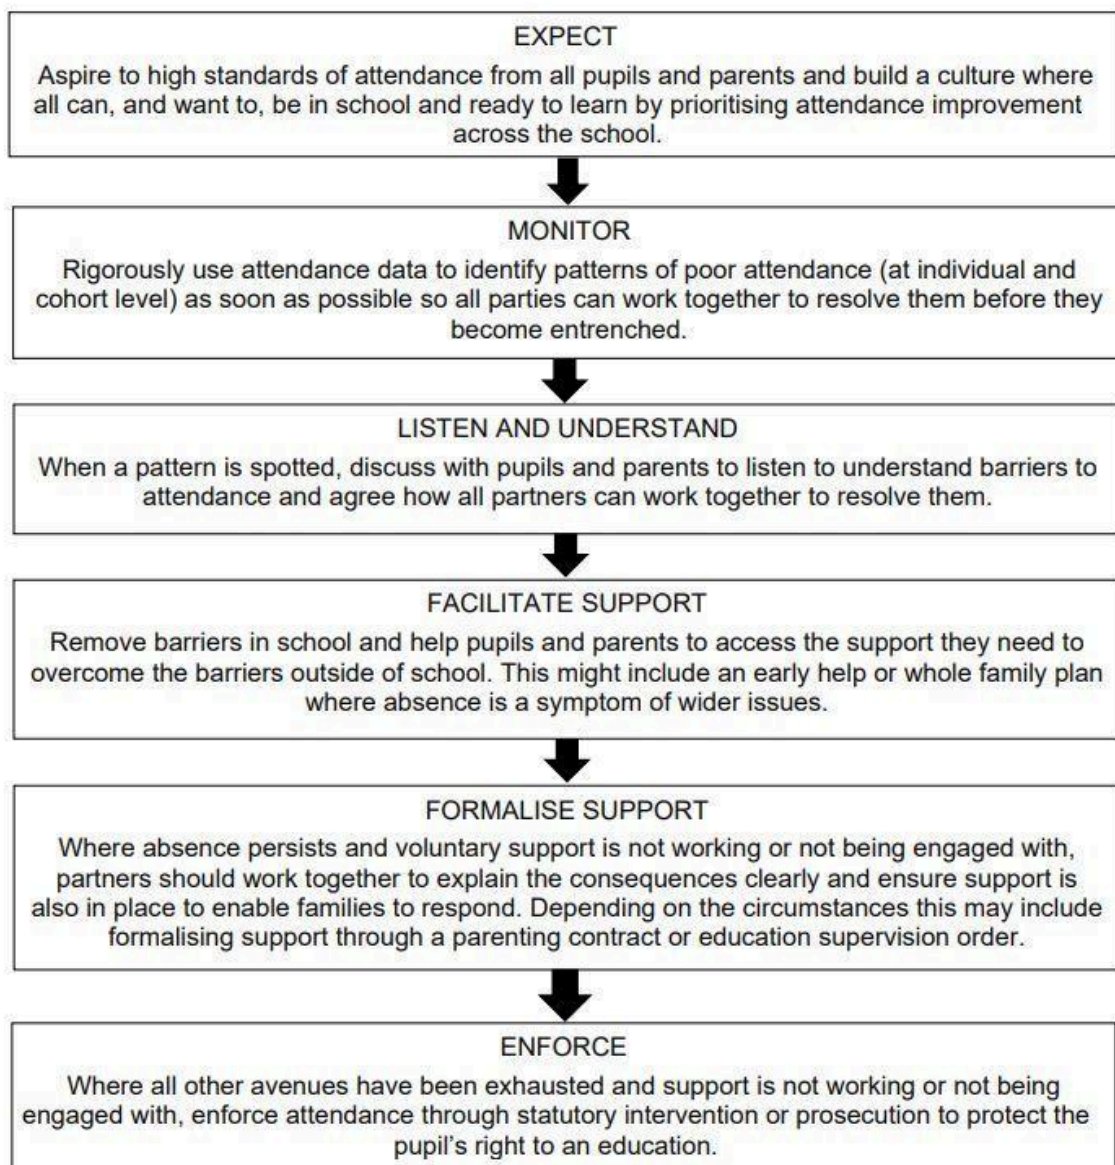 EXPECT
Aspire to high standards of attendance from all pupils and parents and build a culture where
all can, and want to, be in school and ready to learn by prioritising attendance improvement
across the school.
MONITOR
Rigorously use attendance data to identify patterns of poor attendance (at individual and
cohort level) as soon as possible so all parties can work together to resolve them before they
become entrenched.
LISTEN AND UNDERSTAND
When a pattern is spotted, discuss with pupils and parents to listen to understand barriers to
attendance and agree how all partners can work together to resolve them.
FACILITATE SUPPORT
Remove barriers in school and help pupils and parents to access the support they need to
overcome the barriers outside of school. This might include an early help or whole family plan
where absence is a symptom of wider issues.
FORMALISE SUPPORT
Where absence persists and voluntary support is not working or not being engaged with,
partners should work together to explain the consequences clearly and ensure support is
also in place to enable families to respond. Depending on the circumstances this may include
formalising support through a parenting contract or education supervision order.
ENFORCE
Where all other avenues have been exhausted and support is not working or not being
engaged with, enforce attendance through statutory intervention or prosecution to protect the
pupil's right to an education.